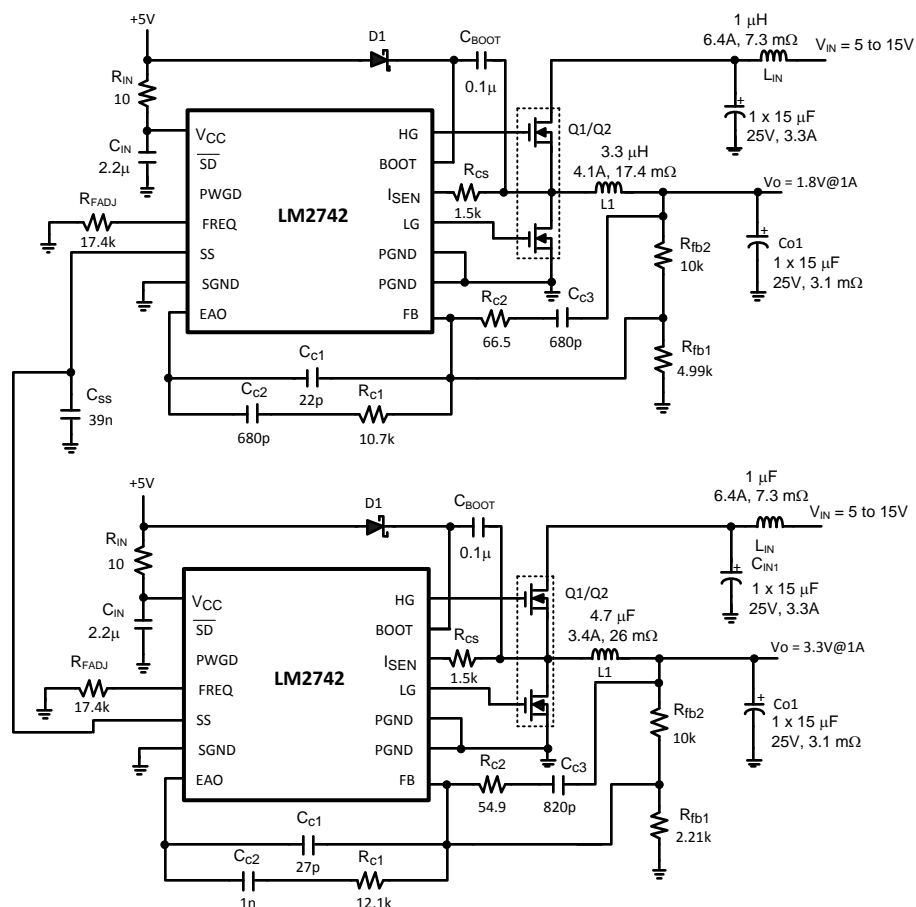 +5V
D1
CBOOT
0.1µ
1 µH
6.4A, 7.3 mΩ
VIN = 5 to 15V
LIN
RIN
10
1 x 15 µF
25V, 3.3A
CIN
2.2µ
LM2742
VCC
SD
PWGD
FREQ
SS
SGND
EAO
HG
BOOT
ISEN
LG
PGND
PGND
FB
Q1/Q2
RCS
1.5k
3.3 µH
4.1A, 17.4 mΩ
L1
Vo = 1.8V@1A
RFADJ
17.4k
Rfb2
10k
Co1
1 x 15 µF
25V, 3.1 mΩ
Rc2
66.5
Cc3
680p
Rfb1
4.99k
Cc1
22p
Cc2
680p
Rc1
10.7k
CSS
39n
+5V
D1
CBOOT
0.1µ
1 µF
6.4A, 7.3 mΩ
VIN = 5 to 15V
LIN
CIN1
1 x 15 µF
25V, 3.3A
RIN
10
CIN
2.2µ
LM2742
VCC
SD
PWGD
FREQ
SS
SGND
EAO
HG
BOOT
ISEN
LG
PGND
PGND
FB
Q1/Q2
RCS
1.5k
4.7 µF
3.4A, 26 mΩ
L1
Vo = 3.3V@1A
RFADJ
17.4k
Rfb2
10k
Co1
1 x 15 µF
25V, 3.1 mΩ
Rc2
54.9
Cc3
820p
Rfb1
2.21k
Cc1
27p
Cc2
1n
Rc1
12.1k